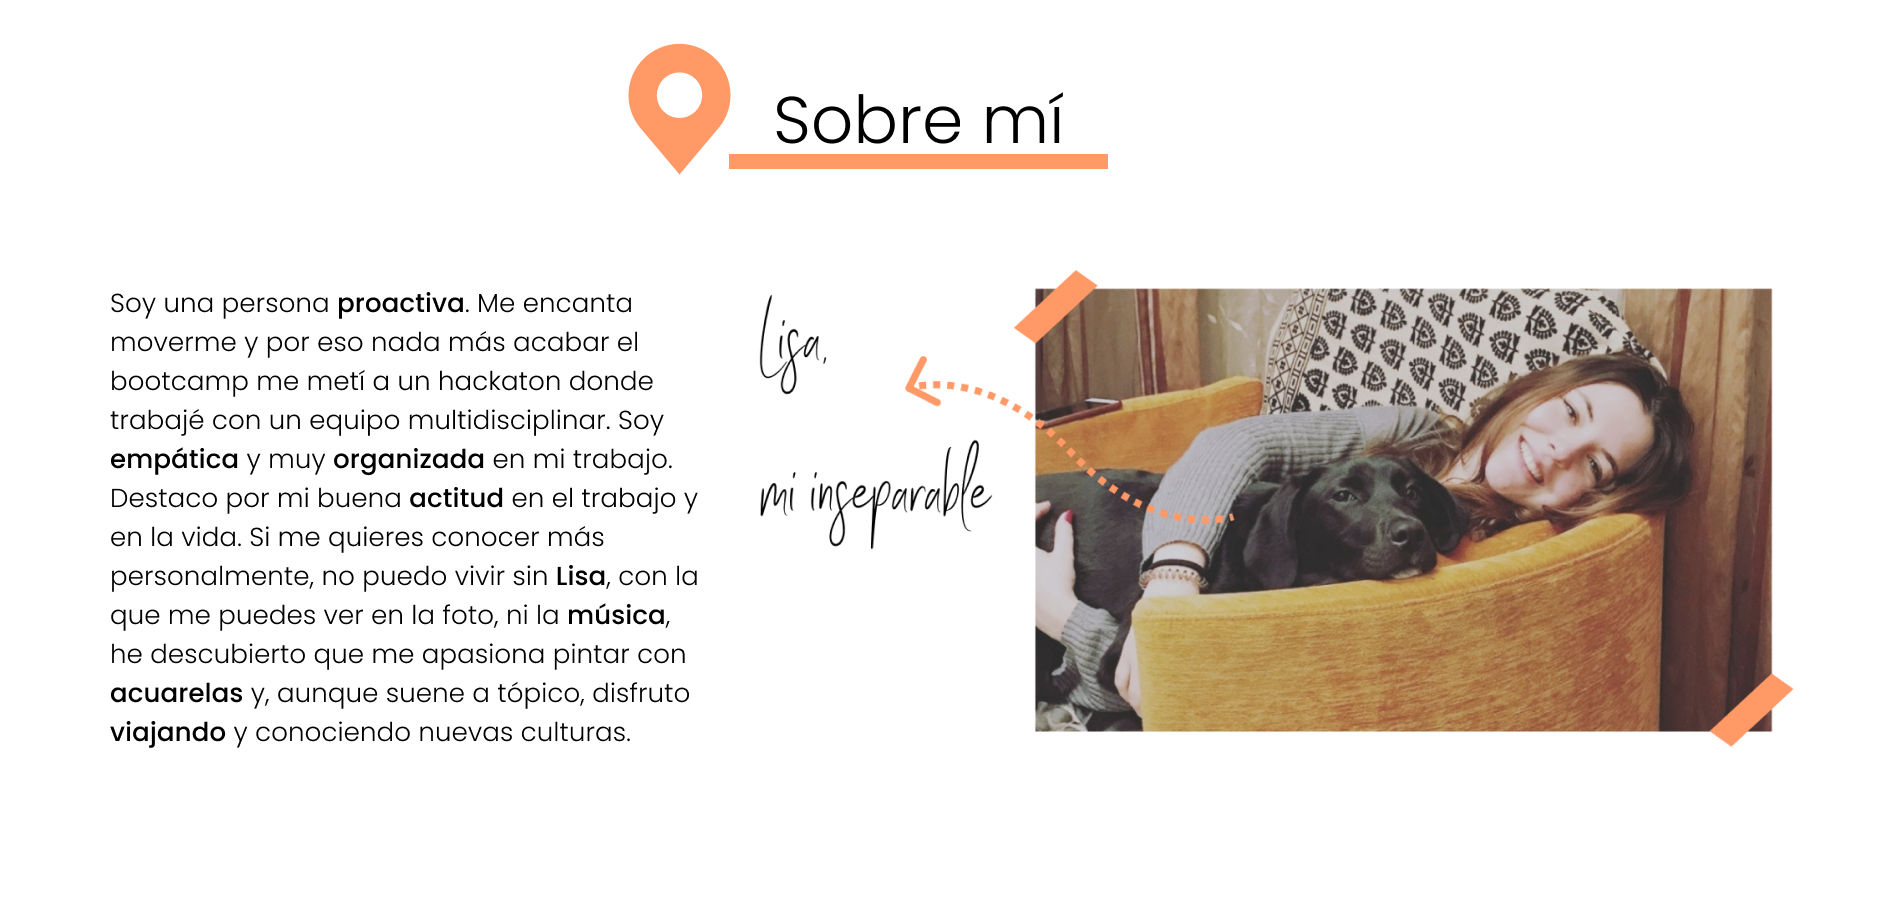 Sobre mí
Soy una persona proactiva. Me encanta
moverme y por eso nada más acabar el
bootcamp me metí a un hackaton donde
trabajé con un equipo multidisciplinar. Soy
empática y muy organizada en mi trabajo.
Destaco por mi buena actitud en el trabajo y
en la vida. Si me quieres conocer más
personalmente, no puedo vivir sin Lisa, con la
que me puedes ver en la foto, ni la música,
he descubierto que me apasiona pintar con
acuarelas y, aunque suene a tópico, disfruto
viajando y conociendo nuevas culturas.
Lisa,
mi inseparable